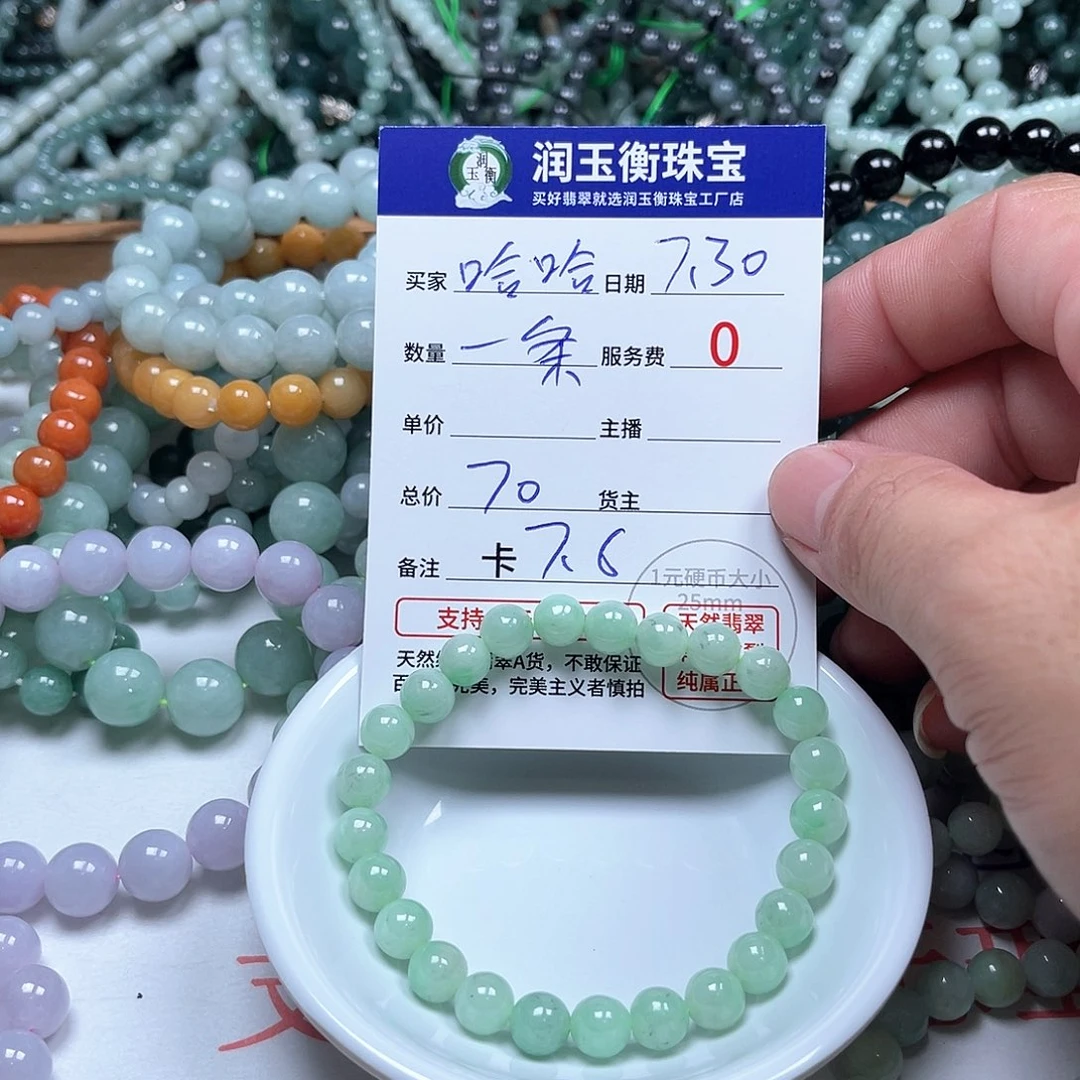 润玉衡
润玉衡珠宝
买好翡翠就选润玉衡珠宝工厂店
买家 哈哈 日期 7.30
数量 一条 服务费 0
单价 主播
总价 70 货主
备注 卡 7.6
1元硬币大小
25mm
支持
天然翡翠
天然 翡翠A货，不敢保证
百 完美，完美主义者慎拍
纯属正